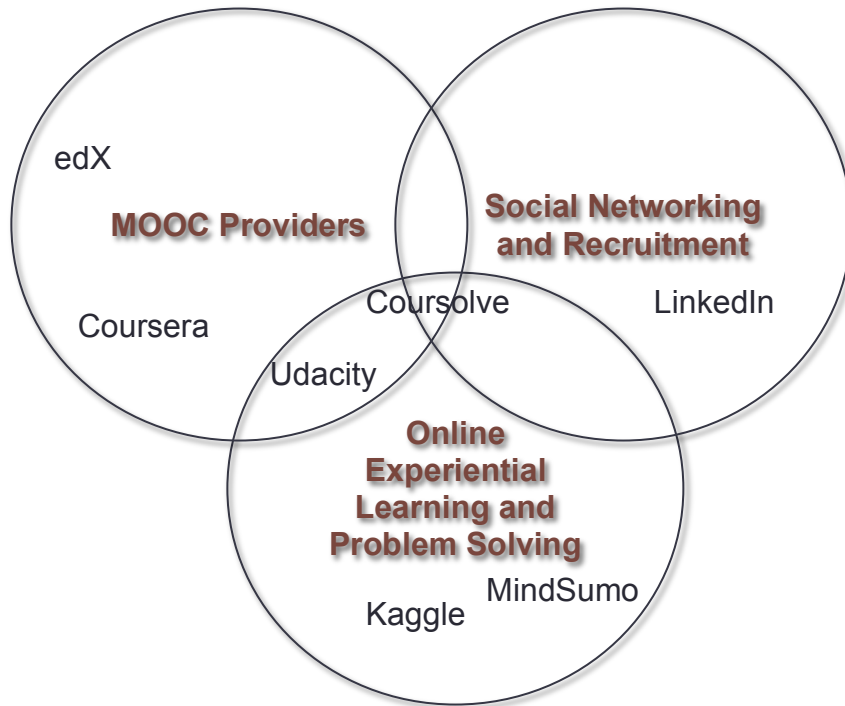 edX
MOOC Providers
Social Networking
and Recruitment
Coursolve
LinkedIn
Coursera
Udacity
Online
Experiential
Learning and
Problem Solving
MindSumo
Kaggle